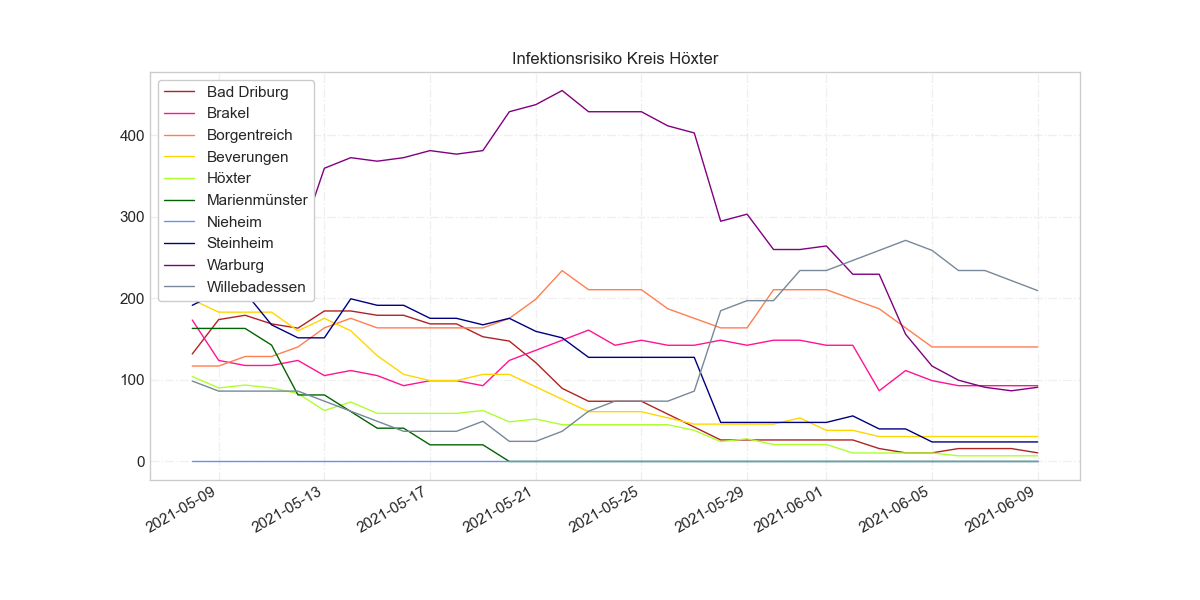 Infektionsrisiko Kreis Höxter
Bad Driburg
Brakel
Borgentreich
Beverungen
Höxter
Marienmünster
Nieheim
Steinheim
Warburg
Willebadessen
400
300
200
100
0
2021-05-09
2021-05-13
2021-05-17
2021-05-21
2021-05-25
2021-05-29
2021-06-01
2021-06-05
2021-06-09